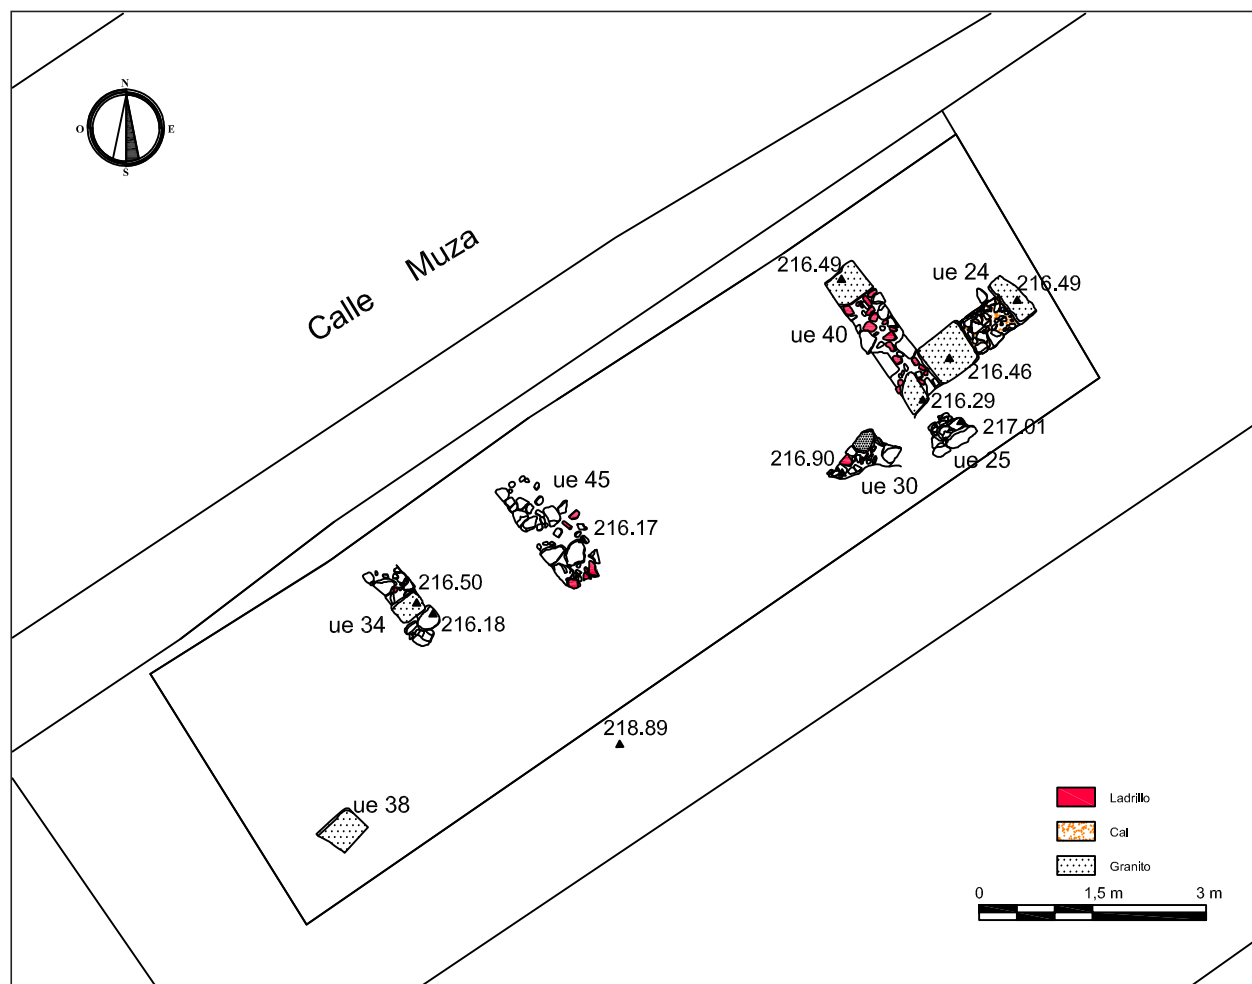 N
O
E
S
Calle Muza
216.49
ue 24
216.49
ue 40
216.46
216.29
217.01
ue 25
216.90
ue 30
ue 45
216.17
216.50
ue 34
216.18
218.89
ue 38
Ladrillo
Cal
Granito
0 1,5 m 3 m